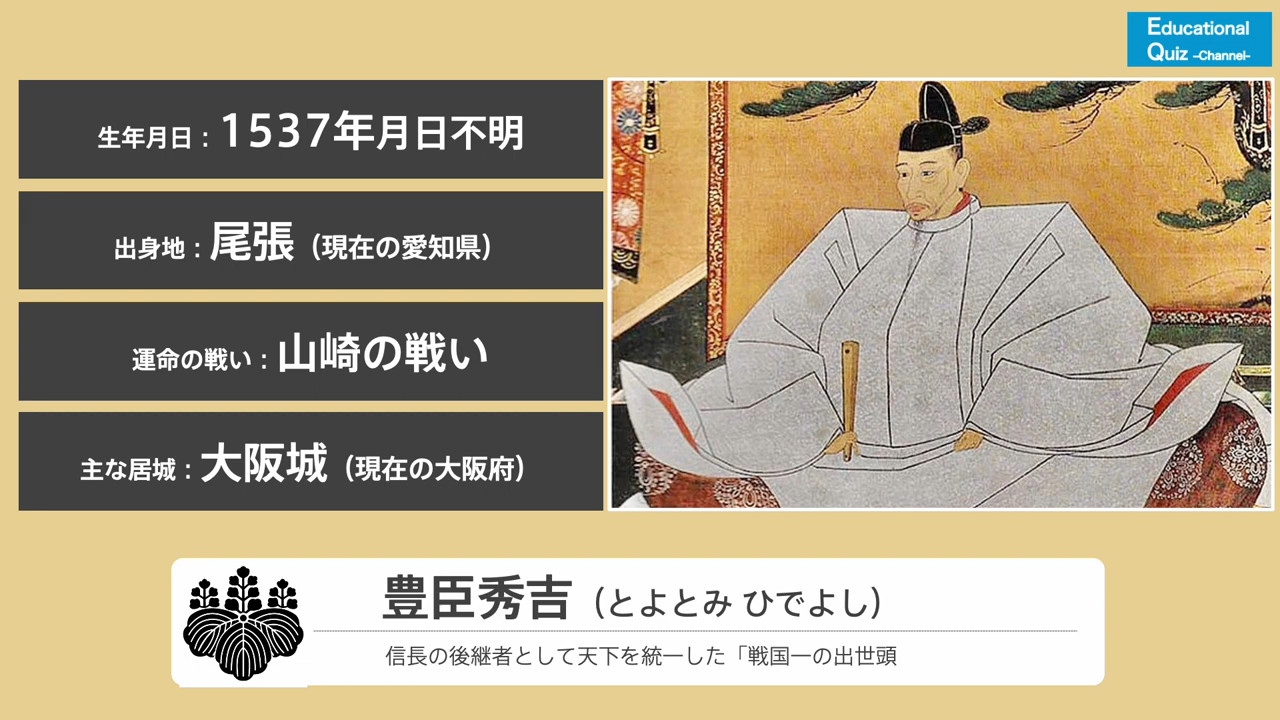 Educational
Quiz -Channel-
生年月日：1537年月日不明
出身地：尾張（現在の愛知県）
運命の戦い：山崎の戦い
主な居城：大阪城（現在の大阪府）
豊臣秀吉（とよとみ ひでよし）
信長の後継者として天下を統一した「戦国一の出世頭